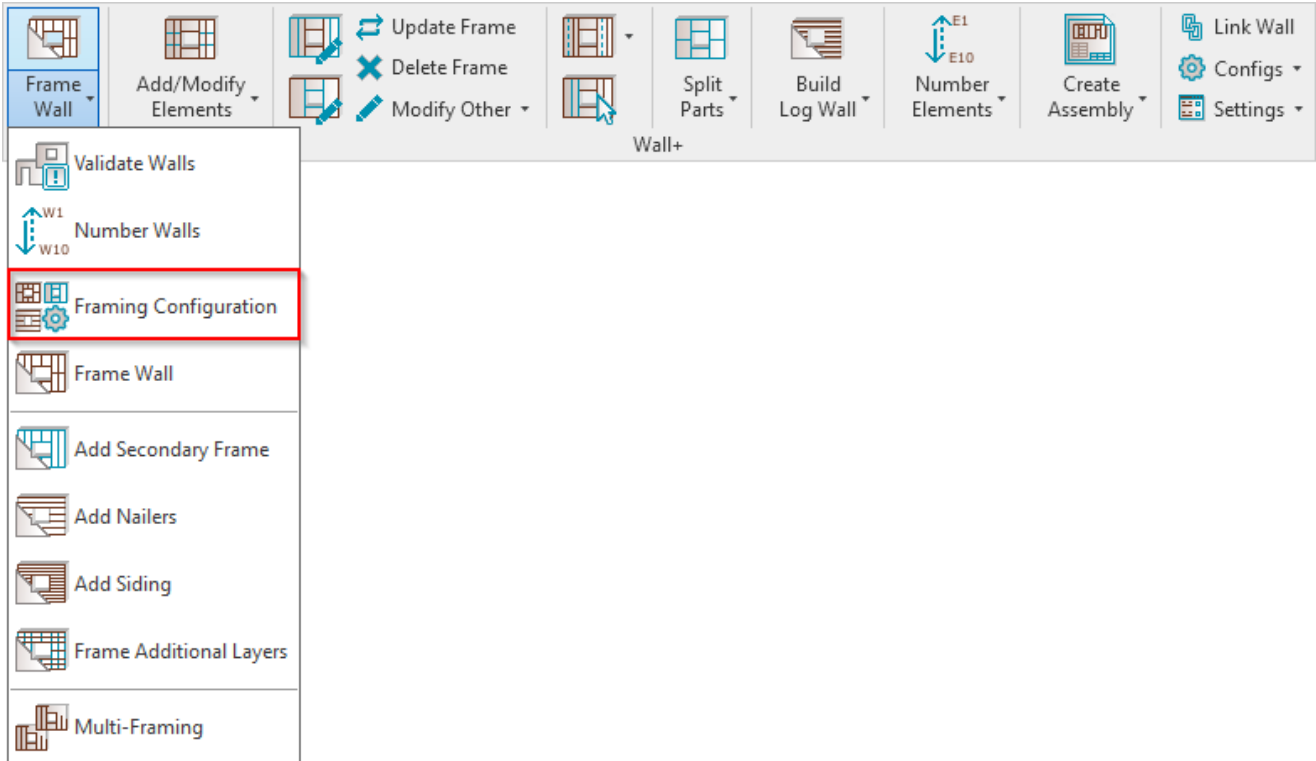 Frame
Wall
Add/Modify
Elements
Update Frame
Delete Frame
Modify Other
Split
Parts
Build
Log Wall
E1
E10
Number
Elements
Create
Assembly
Link Wall
Configs
Settings
Wall+
Validate Walls
W1
W10
Number Walls
Framing Configuration
Frame Wall
Add Secondary Frame
Add Nailers
Add Siding
Frame Additional Layers
Multi-Framing